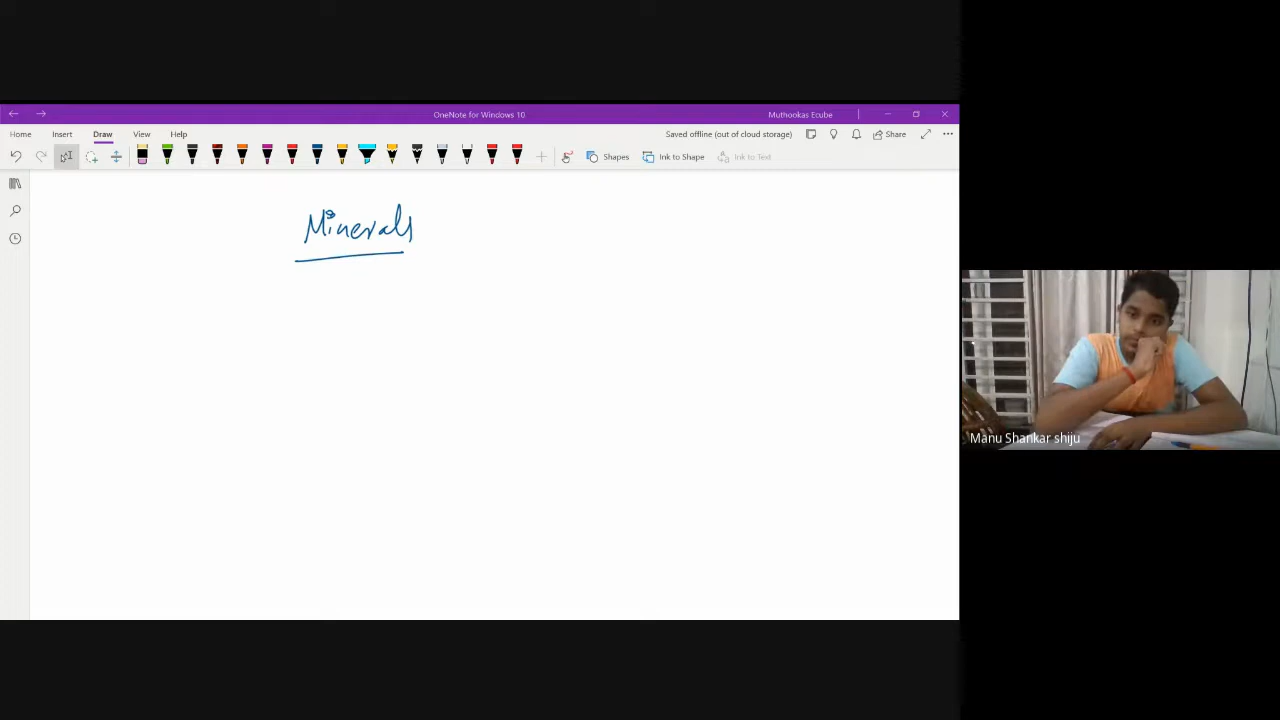 OneNote for Windows 10
Muthookas Ecube
Home Insert Draw View Help
Saved offline (out of cloud storage)
Share
Shapes
Ink to Shape
Ink to Text
Minerals
Manu Shankar shiju